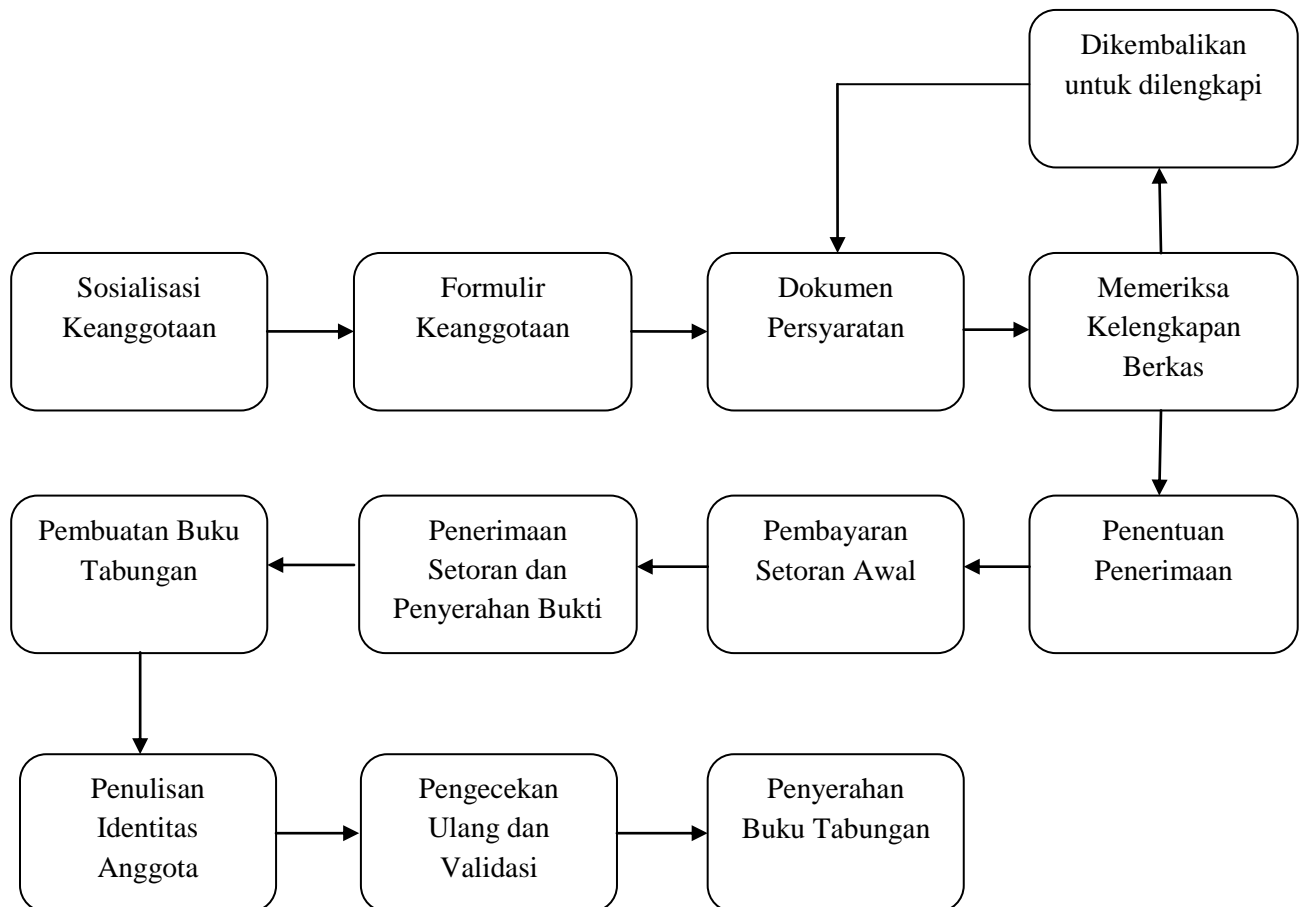 Dikembalikan
untuk dilengkapi
Sosialisasi
Keanggotaan
Formulir
Keanggotaan
Dokumen
Persyaratan
Memeriksa
Kelengkapan
Berkas
Penentuan
Penerimaan
Pembayaran
Setoran Awal
Penerimaan
Setoran dan
Penyerahan Bukti
Pembuatan Buku
Tabungan
Penulisan
Identitas
Anggota
Pengecekan
Ulang dan
Validasi
Penyerahan
Buku Tabungan